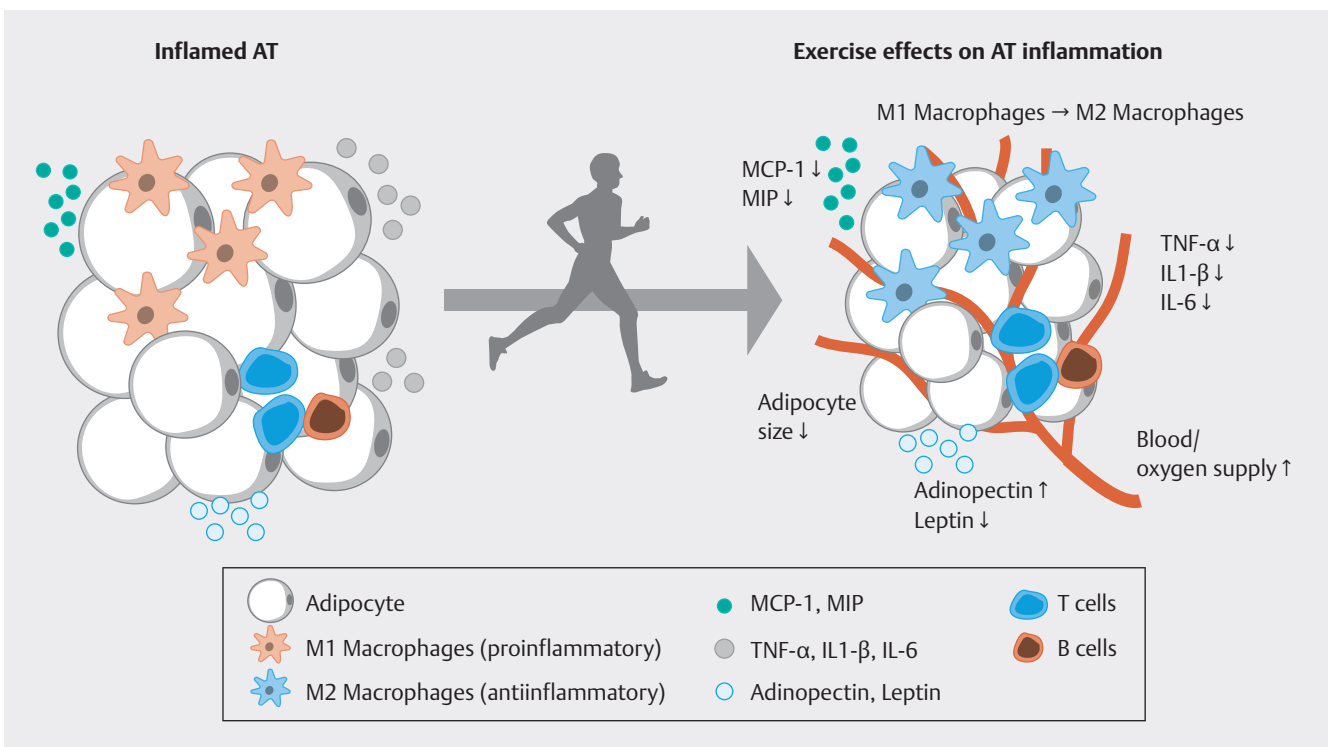 Inflamed AT
Exercise effects on AT inflammation
M1 Macrophages → M2 Macrophages
MCP-1 ↓
MIP ↓
TNF-α ↓
IL1-β ↓
IL-6 ↓
Adipocyte
size ↓
Blood/
oxygen supply ↑
Adinopectin ↑
Leptin ↓
Adipocyte
M1 Macrophages (proinflammatory)
M2 Macrophages (antiinflammatory)
MCP-1, MIP
TNF-α, IL1-β, IL-6
Adinopectin, Leptin
T cells
B cells